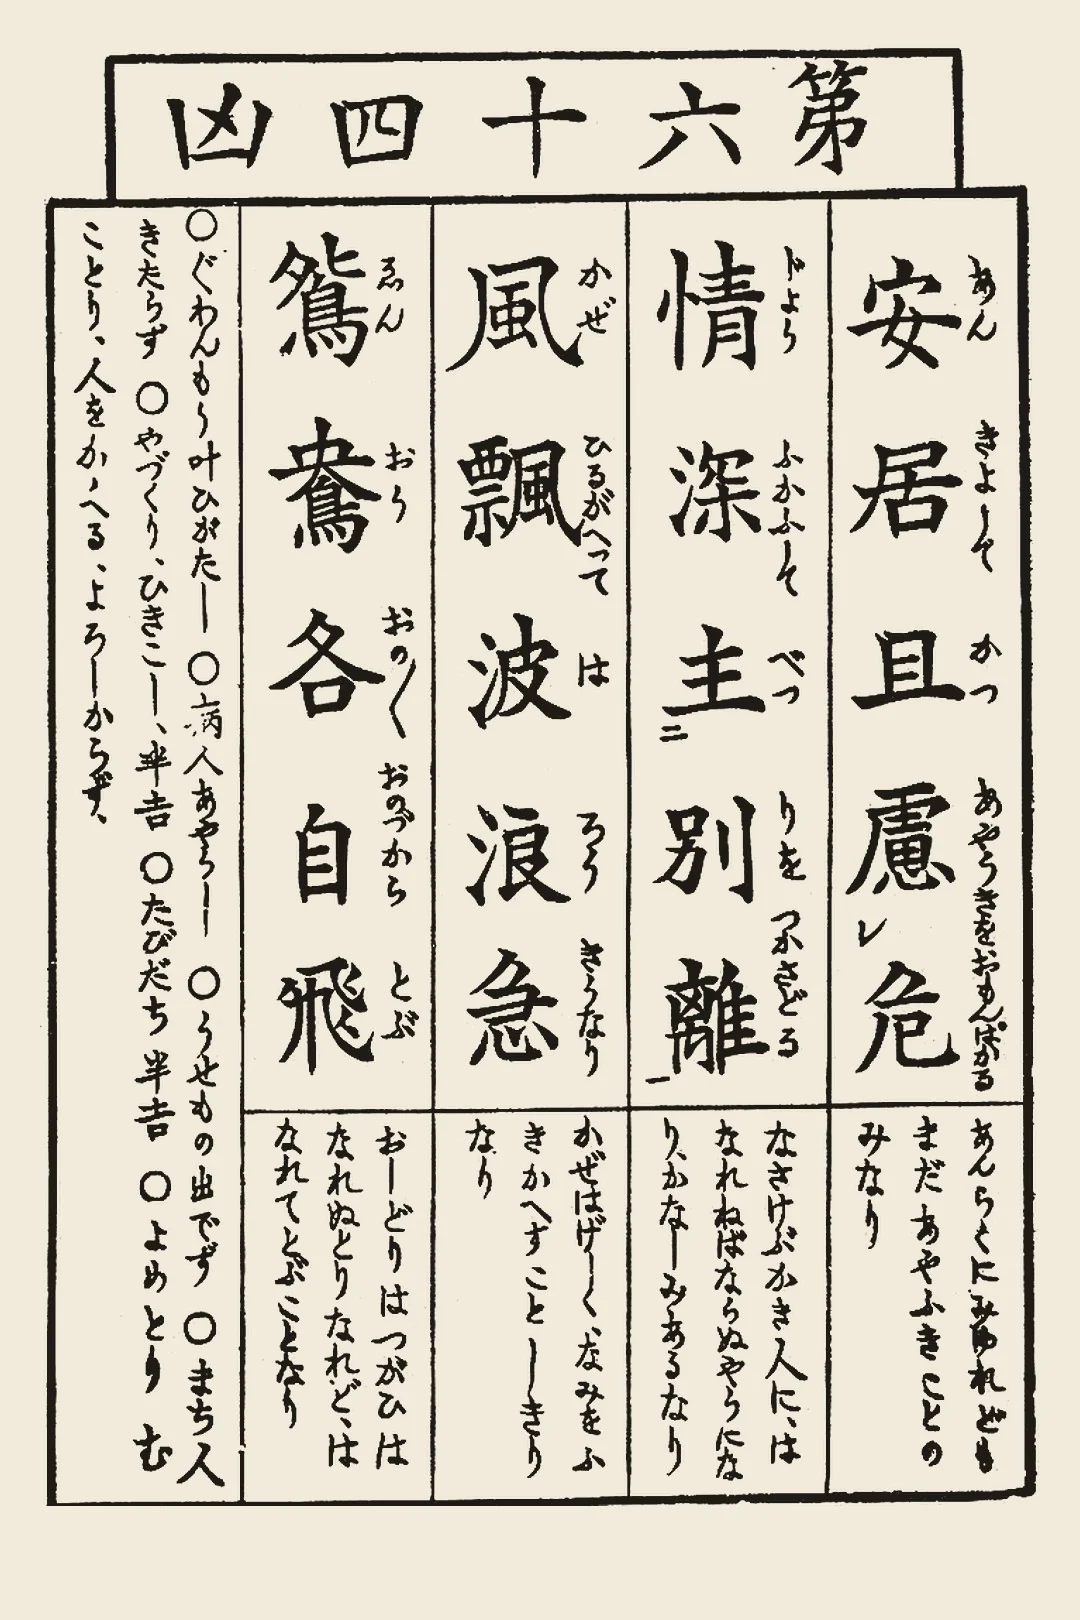 第六十四凶
安居且慮レ危
あんきよしてかつあやうきをおもんぱかる
あんらくにみゆれども
まだあやふきことの
みなり
情深主二別離一
じようふかふしてべつりをつかさどる
なさけぶかき人に、は
なれねばならぬやうにな
り、かなしみあるなり
風飄波浪急
かぜひるがへつてはろうきうなり
かぜはげしく、なみをふ
きかへすことしきり
なり
鴛鴦各自飛
ゑんおうおの〱おのづからとぶ
おしどりはつがひは
なれぬとりなれど、は
なれてとぶことなり
〇ぐわんもう叶ひがたし 〇病人あやうし 〇うせもの出でず 〇まち人
きたらず 〇やづくり、ひきこし、半吉 〇たびだち半吉 〇よめとり む
ことり、人をかゝへる、よろしからず、